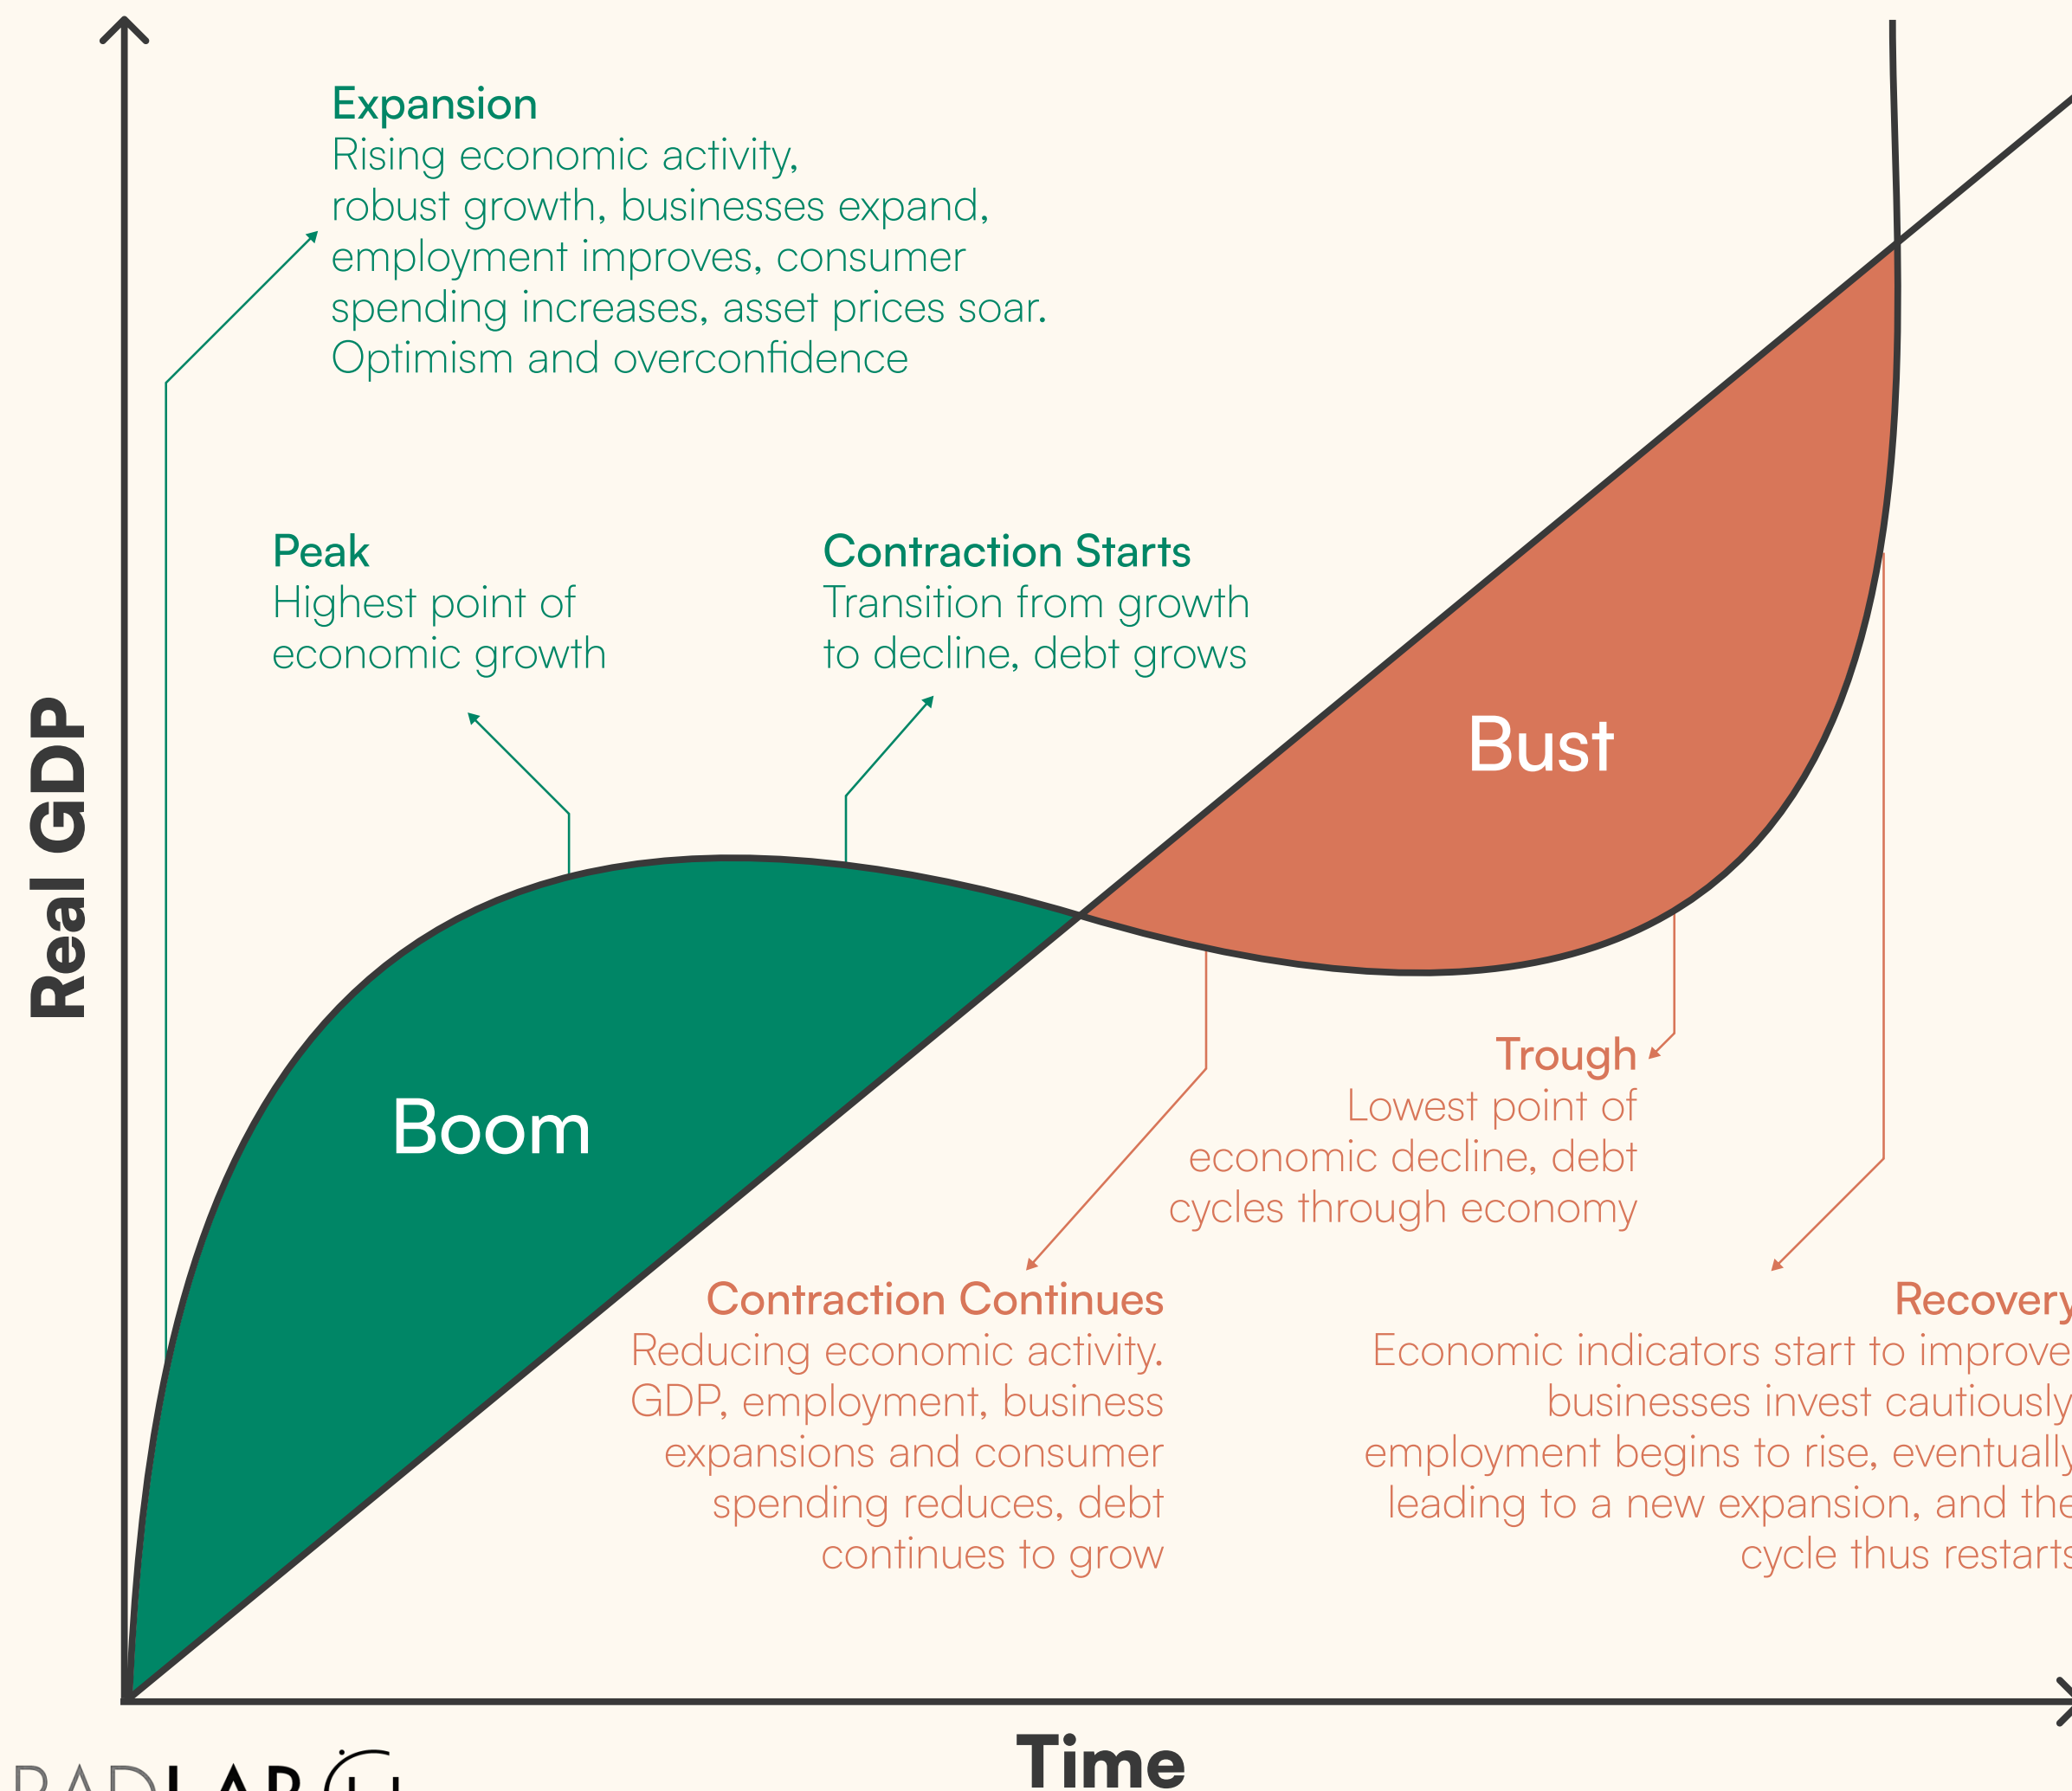 Expansion
Rising economic activity,
robust growth, businesses expand,
employment improves, consumer
spending increases, asset prices soar.
Optimism and overconfidence
Peak
Highest point of
economic growth
Contraction Starts
Transition from growth
to decline, debt grows
Bust
Real GDP
Boom
Trough
Lowest point of
economic decline, debt
cycles through economy
Contraction Continues
Reducing economic activity.
GDP, employment, business
expansions and consumer
spending reduces, debt
continues to grow
Recovery
Economic indicators start to improve
businesses invest cautiously
employment begins to rise, eventually
leading to a new expansion, and the
cycle thus restarts
Time